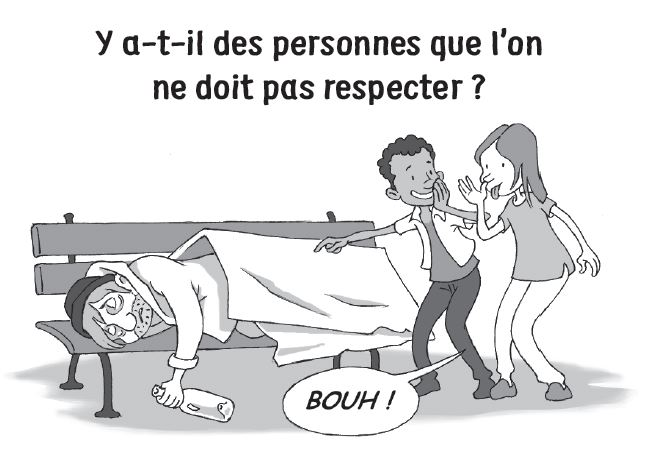 Y a-t-il des personnes que l'on
ne doit pas respecter ?
BOUH !